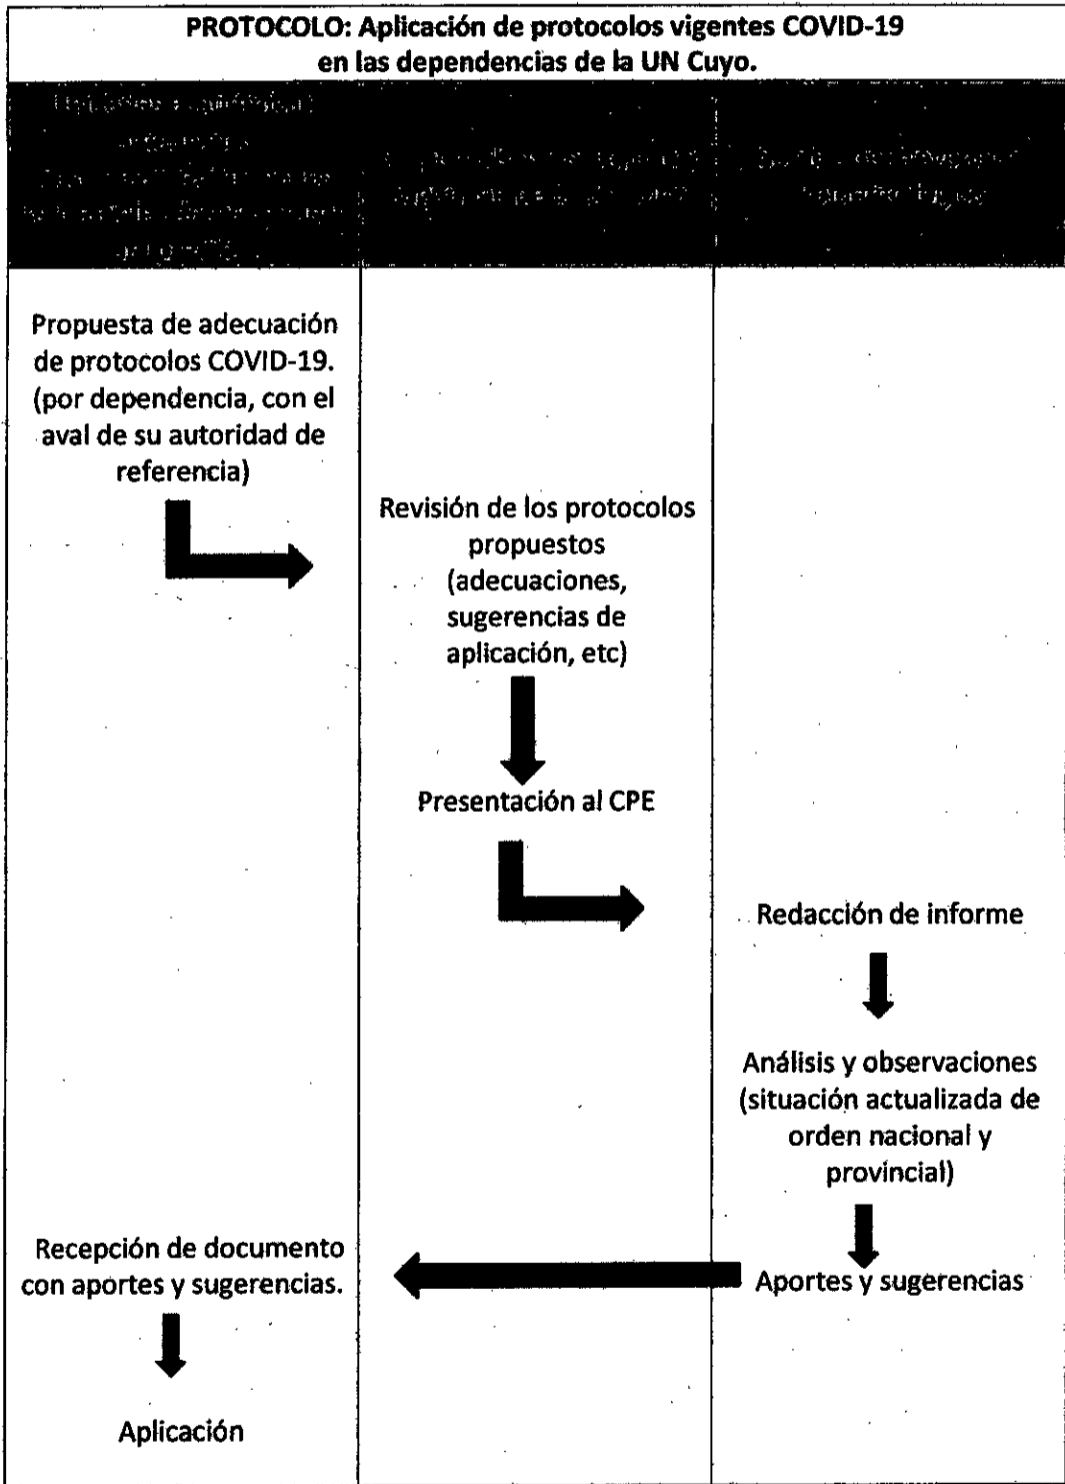 PROTOCOLO: Aplicación de protocolos vigentes COVID-19
en las dependencias de la UN Cuyo.
Propuesta de adecuación
de protocolos COVID-19.
(por dependencia, con el
aval de su autoridad de
referencia)
Revisión de los protocolos
propuestos
(adecuaciones,
sugerencias de
aplicación, etc)
Presentación al CPE
Redacción de informe
Análisis y observaciones
(situación actualizada de
orden nacional y
provincial)
Aportes y sugerencias
Recepción de documento
con aportes y sugerencias.
Aplicación